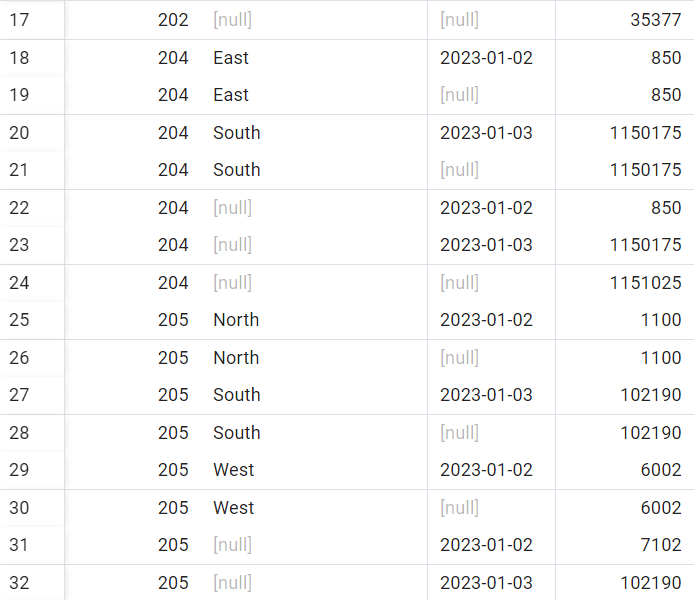 17 202 [null] [null] 35377
18 204 East 2023-01-02 850
19 204 East [null] 850
20 204 South 2023-01-03 1150175
21 204 South [null] 1150175
22 204 [null] 2023-01-02 850
23 204 [null] 2023-01-03 1150175
24 204 [null] [null] 1151025
25 205 North 2023-01-02 1100
26 205 North [null] 1100
27 205 South 2023-01-03 102190
28 205 South [null] 102190
29 205 West 2023-01-02 6002
30 205 West [null] 6002
31 205 [null] 2023-01-02 7102
32 205 [null] 2023-01-03 102190